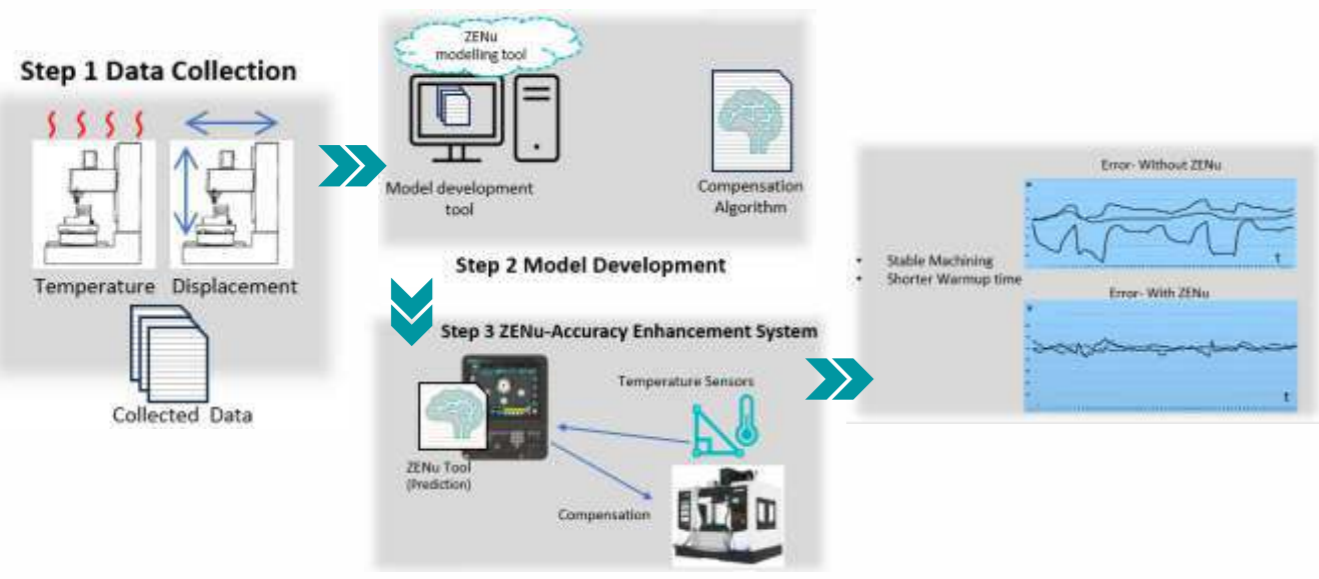 Step 1 Data Collection
Temperature Displacement
Collected Data
ZENu
modelling tool
Model development
tool
Compensation
Algorithm
Step 2 Model Development
Step 3 ZENu-Accuracy Enhancement System
Temperature Sensors
ZENu Tool
(Prediction)
Compensation
• Stable Machining
• Shorter Warmup time
Error- Without ZENu
t
Error- With ZENu
t